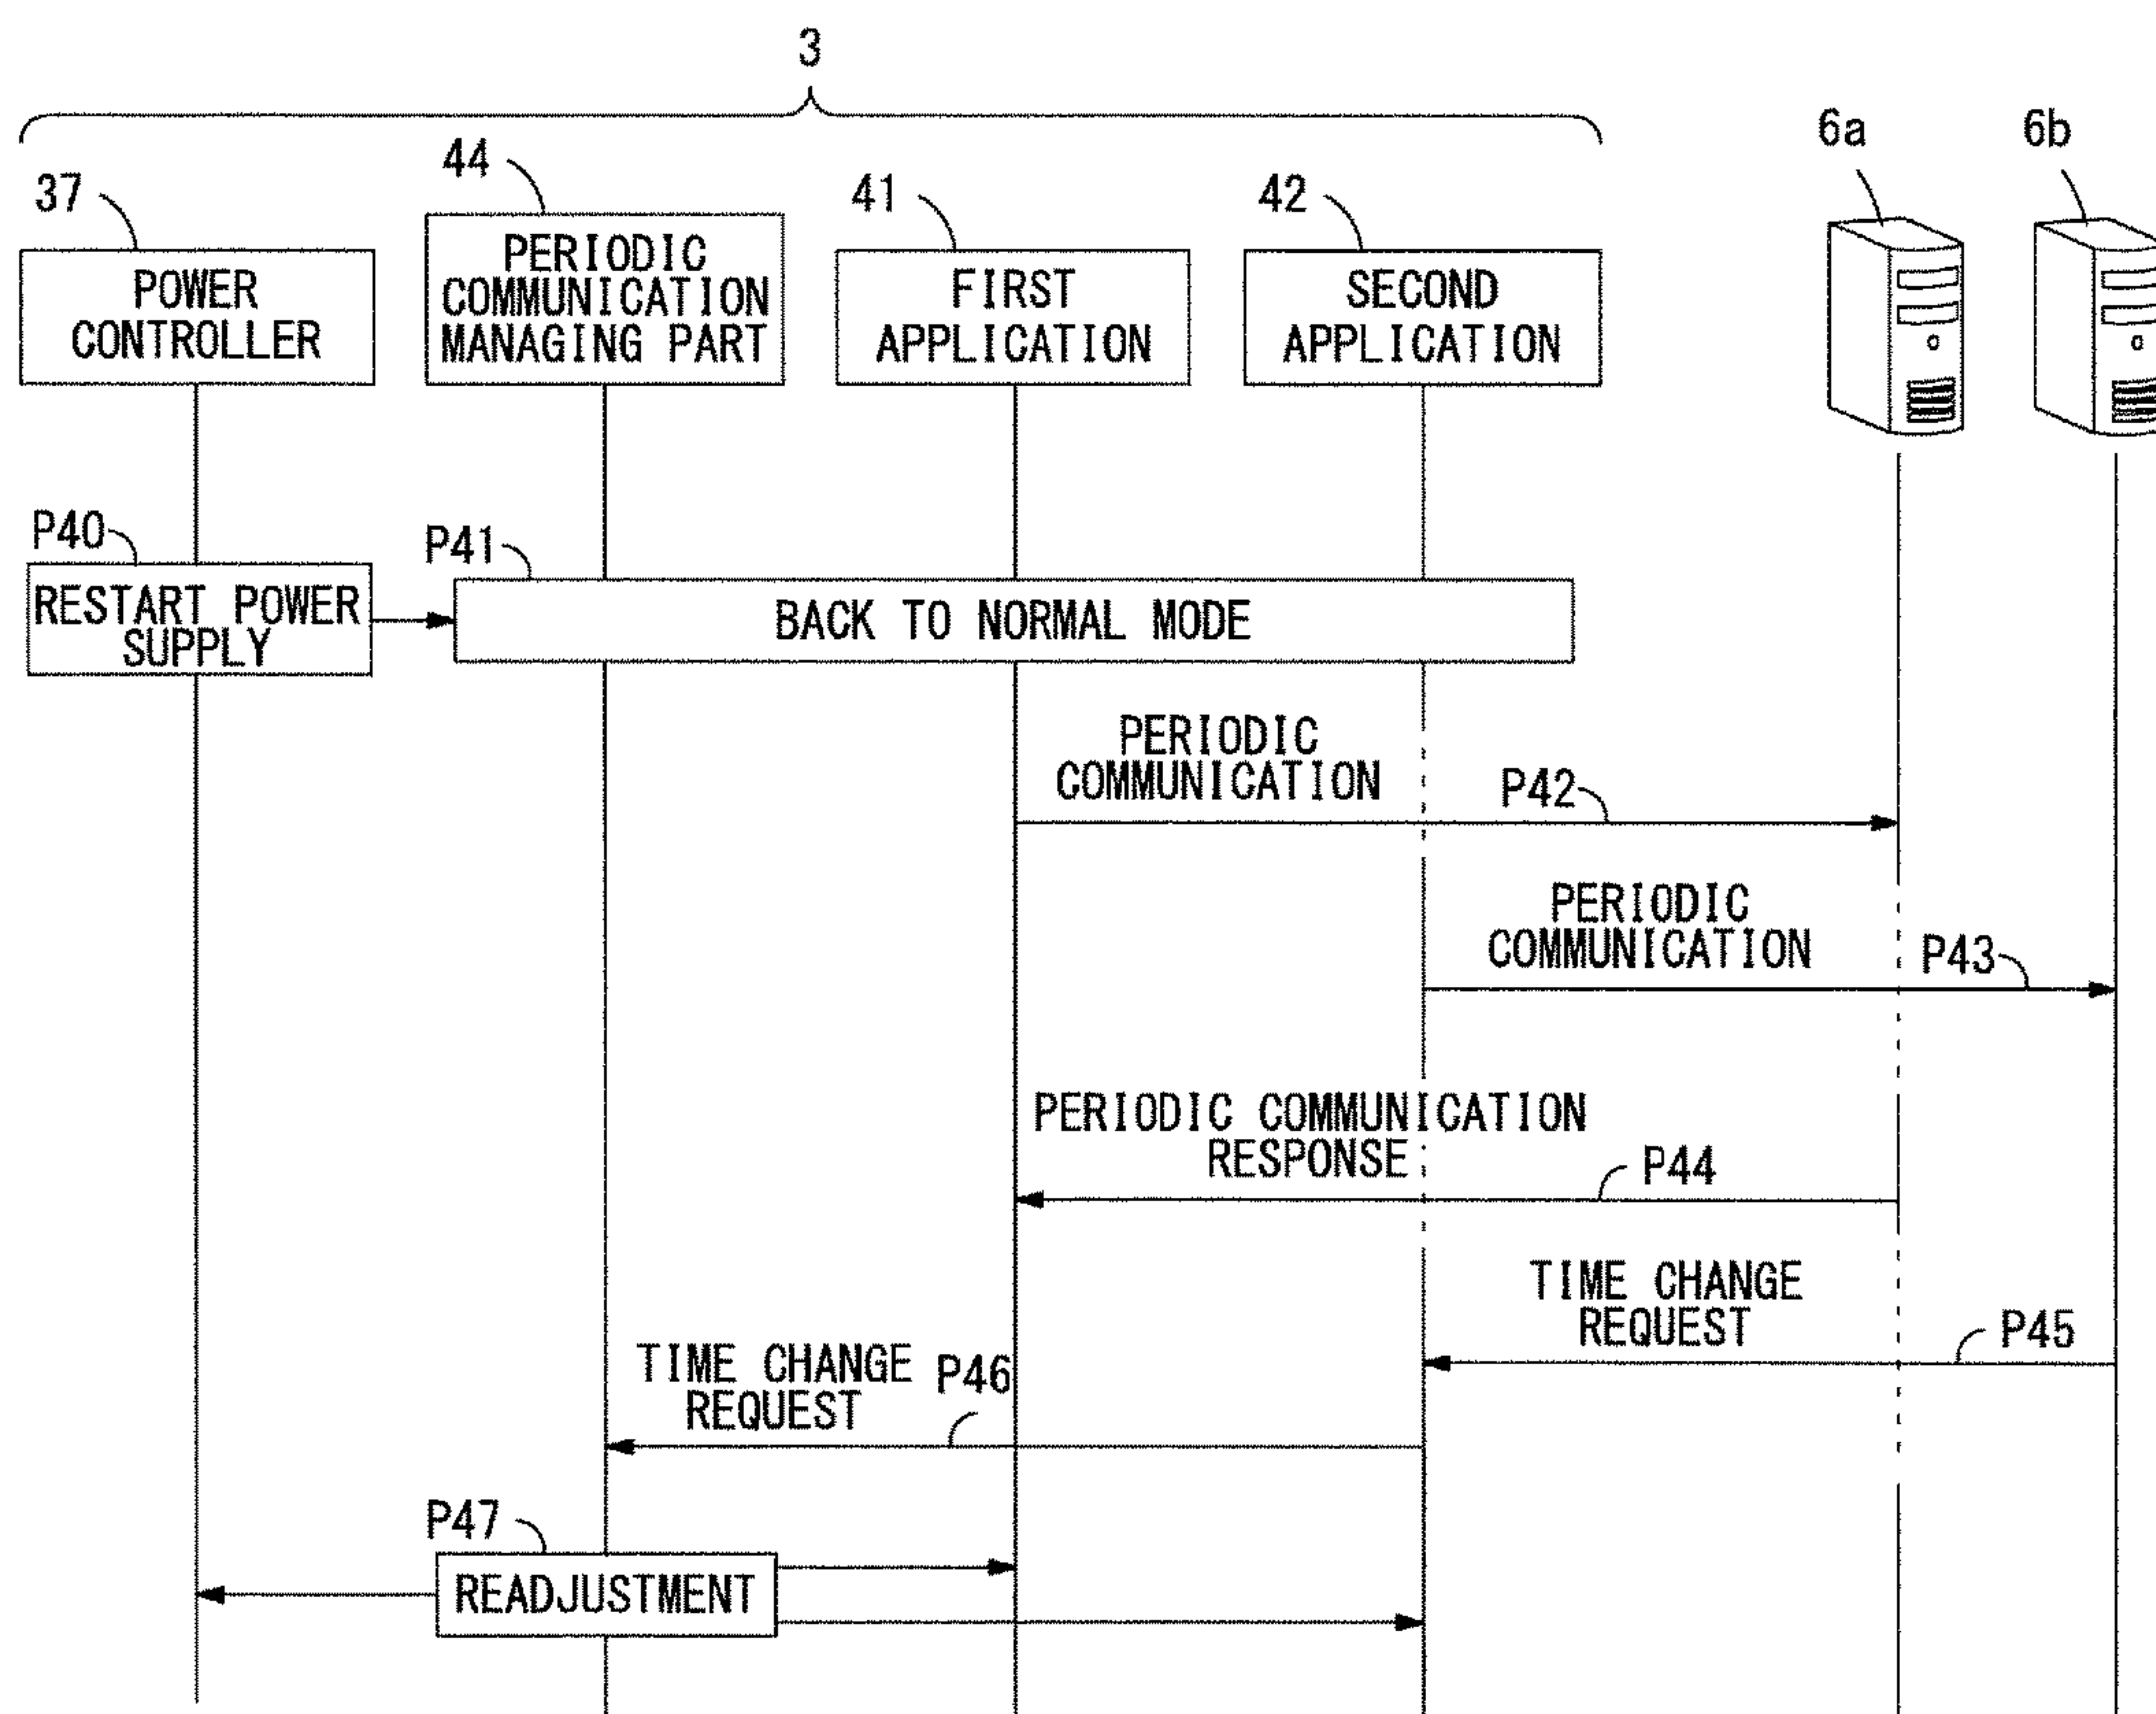 3
6a
6b
44
37
41
42
POWER
CONTROLLER
PERIODIC
COMMUNICATION
MANAGING PART
FIRST
APPLICATION
SECOND
APPLICATION
P40
P41
RESTART POWER
SUPPLY
BACK TO NORMAL MODE
PERIODIC
COMMUNICATION
P42
PERIODIC
COMMUNICATION
P43
PERIODIC COMMUNICATION
RESPONSE
P44
TIME CHANGE
REQUEST
P45
TIME CHANGE
REQUEST
P46
P47
READJUSTMENT